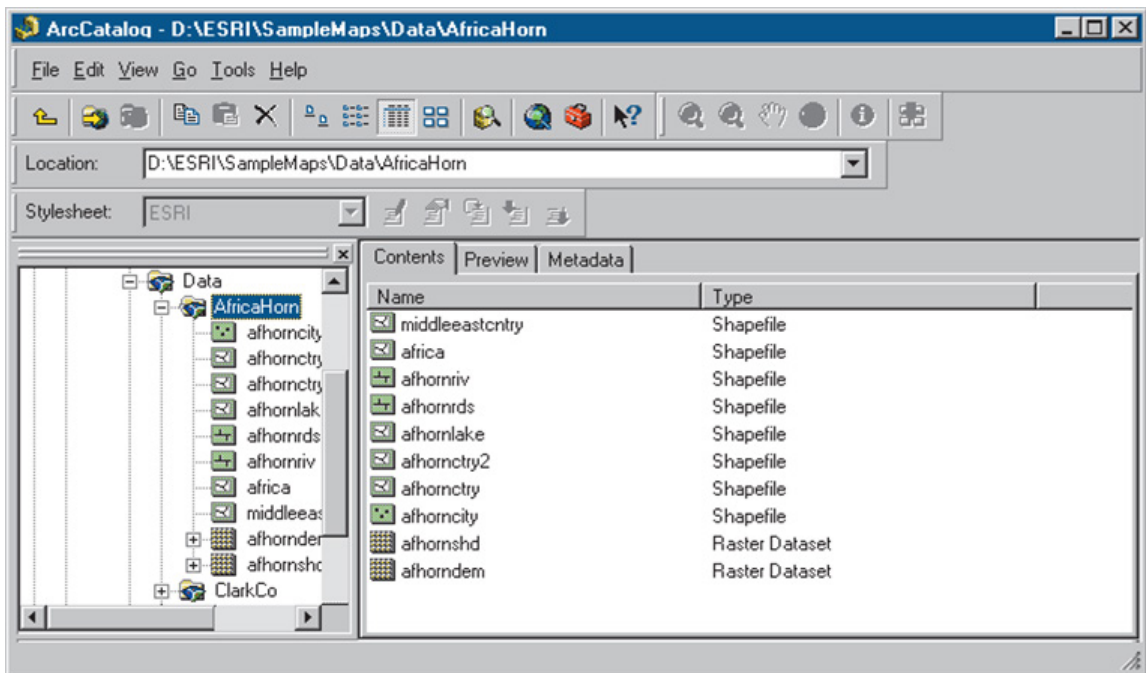 ArcCatalog - D:\ESRI\SampleMaps\Data\AfricaHorn
File Edit View Go Tools Help
Location: D:\ESRI\SampleMaps\Data\AfricaHorn
Stylesheet: ESRI
Data
AfricaHorn
afhorncity
afhornctry
afhornctry
afhornlak
afhornrds
afhornriv
africa
middleeas
afhornder
afhornshd
ClarkCo
Contents Preview Metadata
Name Type
middleeastcntry Shapefile
africa Shapefile
afhornriv Shapefile
afhornrds Shapefile
afhornlake Shapefile
afhornctry2 Shapefile
afhornctry Shapefile
afhorncity Shapefile
afhornshd Raster Dataset
afhorndem Raster Dataset